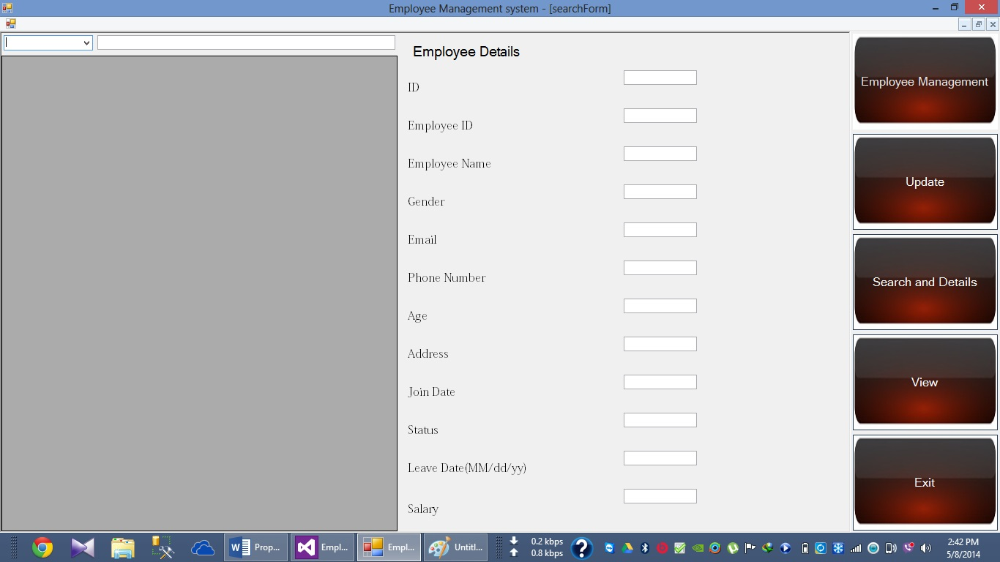 Employee Management system - [searchForm]
Employee Details
ID
Employee ID
Employee Name
Gender
Email
Phone Number
Age
Address
Join Date
Status
Leave Date(MM/dd/yy)
Salary
Employee Management
Update
Search and Details
View
Exit
Prop...
Empl...
Empl...
Untitl...
0.2 kbps
0.8 kbps
2:42 PM
5/8/2014